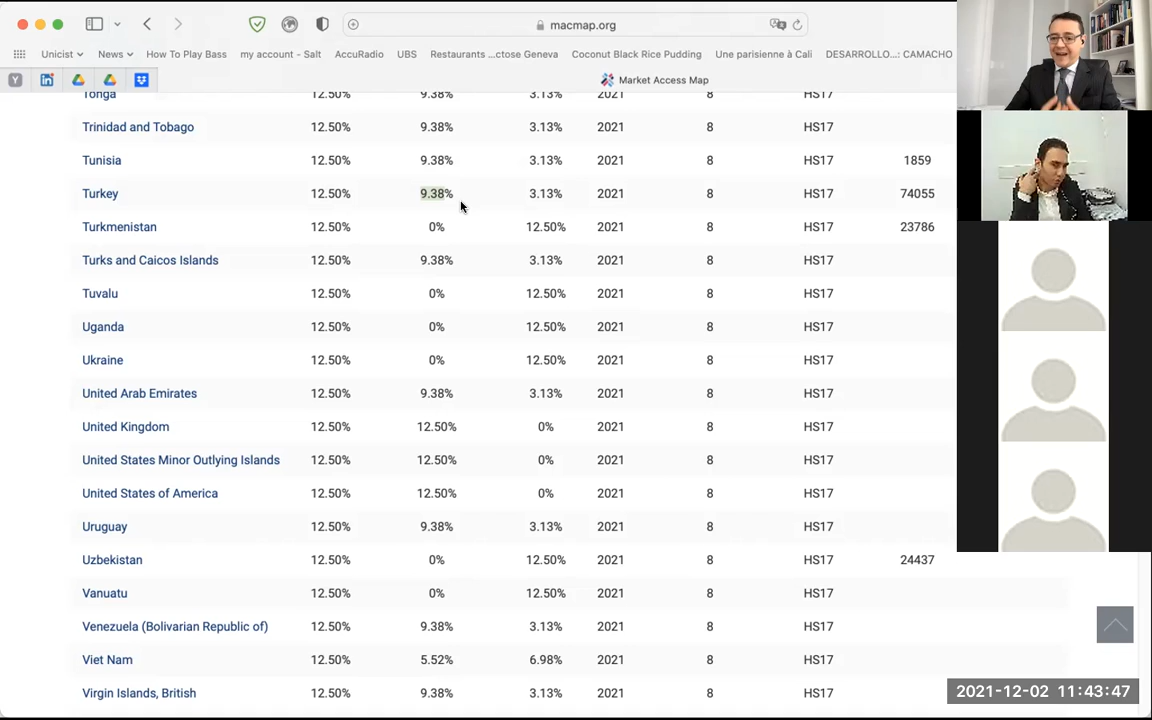 macmap.org
Unicist News How To Play Bass my account - Salt AccuRadio UBS Restaurants ...ctose Geneva Coconut Black Rice Pudding Une parisienne à Cali DESARROLLO...: CAMACHO
Y in Market Access Map
Tonga 12.50% 9.38% 3.13% 2021 8 HS17
Trinidad and Tobago 12.50% 9.38% 3.13% 2021 8 HS17
Tunisia 12.50% 9.38% 3.13% 2021 8 HS17 1859
Turkey 12.50% 9.38% 3.13% 2021 8 HS17 74055
Turkmenistan 12.50% 0% 12.50% 2021 8 HS17 23786
Turks and Caicos Islands 12.50% 9.38% 3.13% 2021 8 HS17
Tuvalu 12.50% 0% 12.50% 2021 8 HS17
Uganda 12.50% 0% 12.50% 2021 8 HS17
Ukraine 12.50% 0% 12.50% 2021 8 HS17
United Arab Emirates 12.50% 9.38% 3.13% 2021 8 HS17
United Kingdom 12.50% 12.50% 0% 2021 8 HS17
United States Minor Outlying Islands 12.50% 12.50% 0% 2021 8 HS17
United States of America 12.50% 12.50% 0% 2021 8 HS17
Uruguay 12.50% 9.38% 3.13% 2021 8 HS17
Uzbekistan 12.50% 0% 12.50% 2021 8 HS17 24437
Vanuatu 12.50% 0% 12.50% 2021 8 HS17
Venezuela (Bolivarian Republic of) 12.50% 9.38% 3.13% 2021 8 HS17
Viet Nam 12.50% 5.52% 6.98% 2021 8 HS17
Virgin Islands, British 12.50% 9.38% 3.13% 2021 8 HS17
2021-12-02 11:43:47